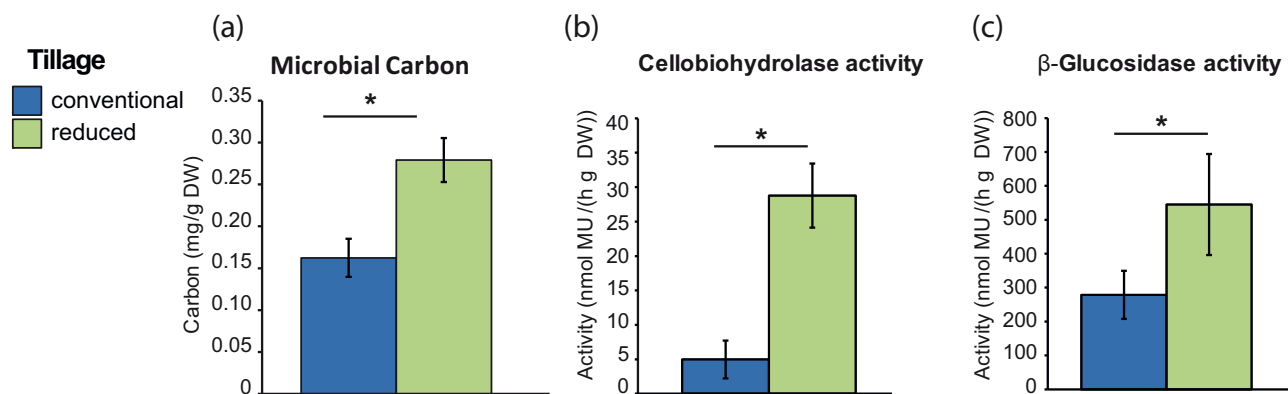 Tillage
conventional
reduced
(a)
Microbial Carbon
Carbon (mg/g DW)
0.35
0.30
0.25
0.20
0.15
0.10
0.05
0
*
(b)
Cellobiohydrolase activity
Activity (nmol MU /(h g DW))
40
35
30
25
20
15
10
5
0
*
(c)
β-Glucosidase activity
Activity (nmol MU /(h g DW))
800
700
600
500
400
300
200
100
0
*